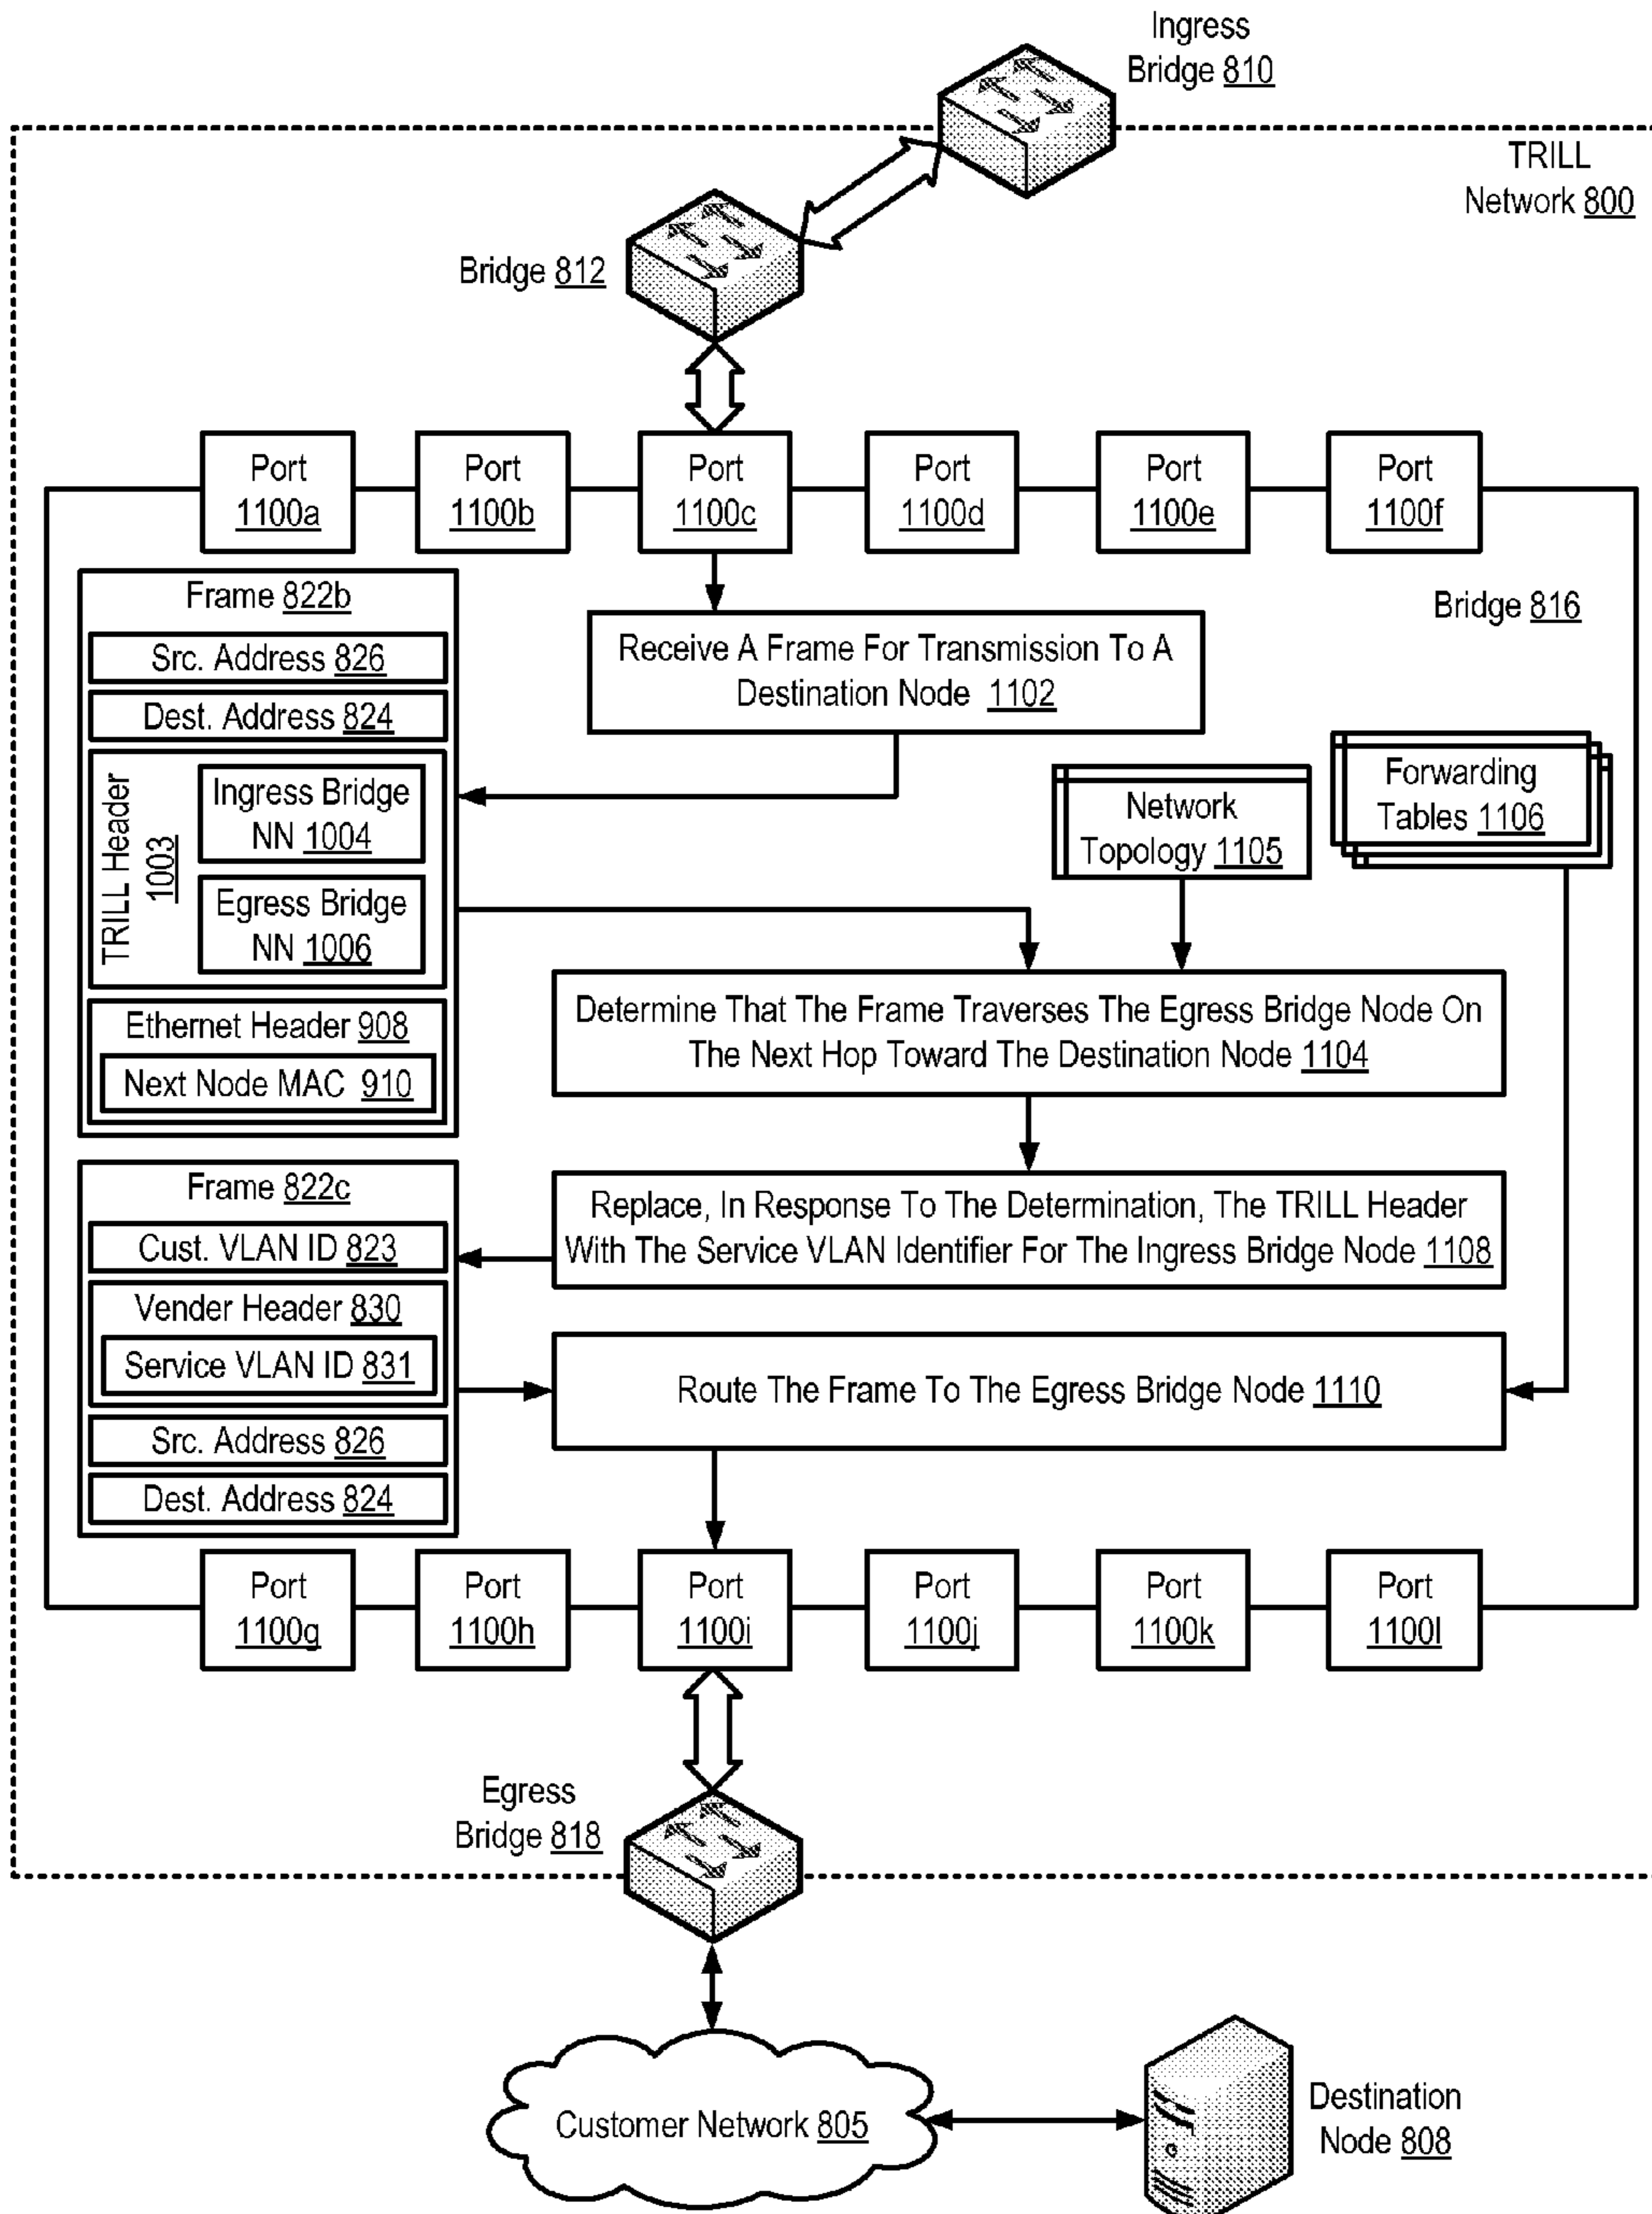 Ingress
Bridge 810
TRILL
Network 800
Bridge 812
Port
1100a
Port
1100b
Port
1100c
Port
1100d
Port
1100e
Port
1100f
Frame 822b
Src. Address 826
Dest. Address 824
TRILL Header
1003
Ingress Bridge
NN 1004
Egress Bridge
NN 1006
Ethernet Header 908
Next Node MAC 910
Bridge 816
Receive A Frame For Transmission To A
Destination Node 1102
Network
Topology 1105
Forwarding
Tables 1106
Determine That The Frame Traverses The Egress Bridge Node On
The Next Hop Toward The Destination Node 1104
Replace, In Response To The Determination, The TRILL Header
With The Service VLAN Identifier For The Ingress Bridge Node 1108
Frame 822c
Cust. VLAN ID 823
Vender Header 830
Service VLAN ID 831
Src. Address 826
Dest. Address 824
Route The Frame To The Egress Bridge Node 1110
Port
1100g
Port
1100h
Port
1100i
Port
1100j
Port
1100k
Port
1100l
Egress
Bridge 818
Customer Network 805
Destination
Node 808